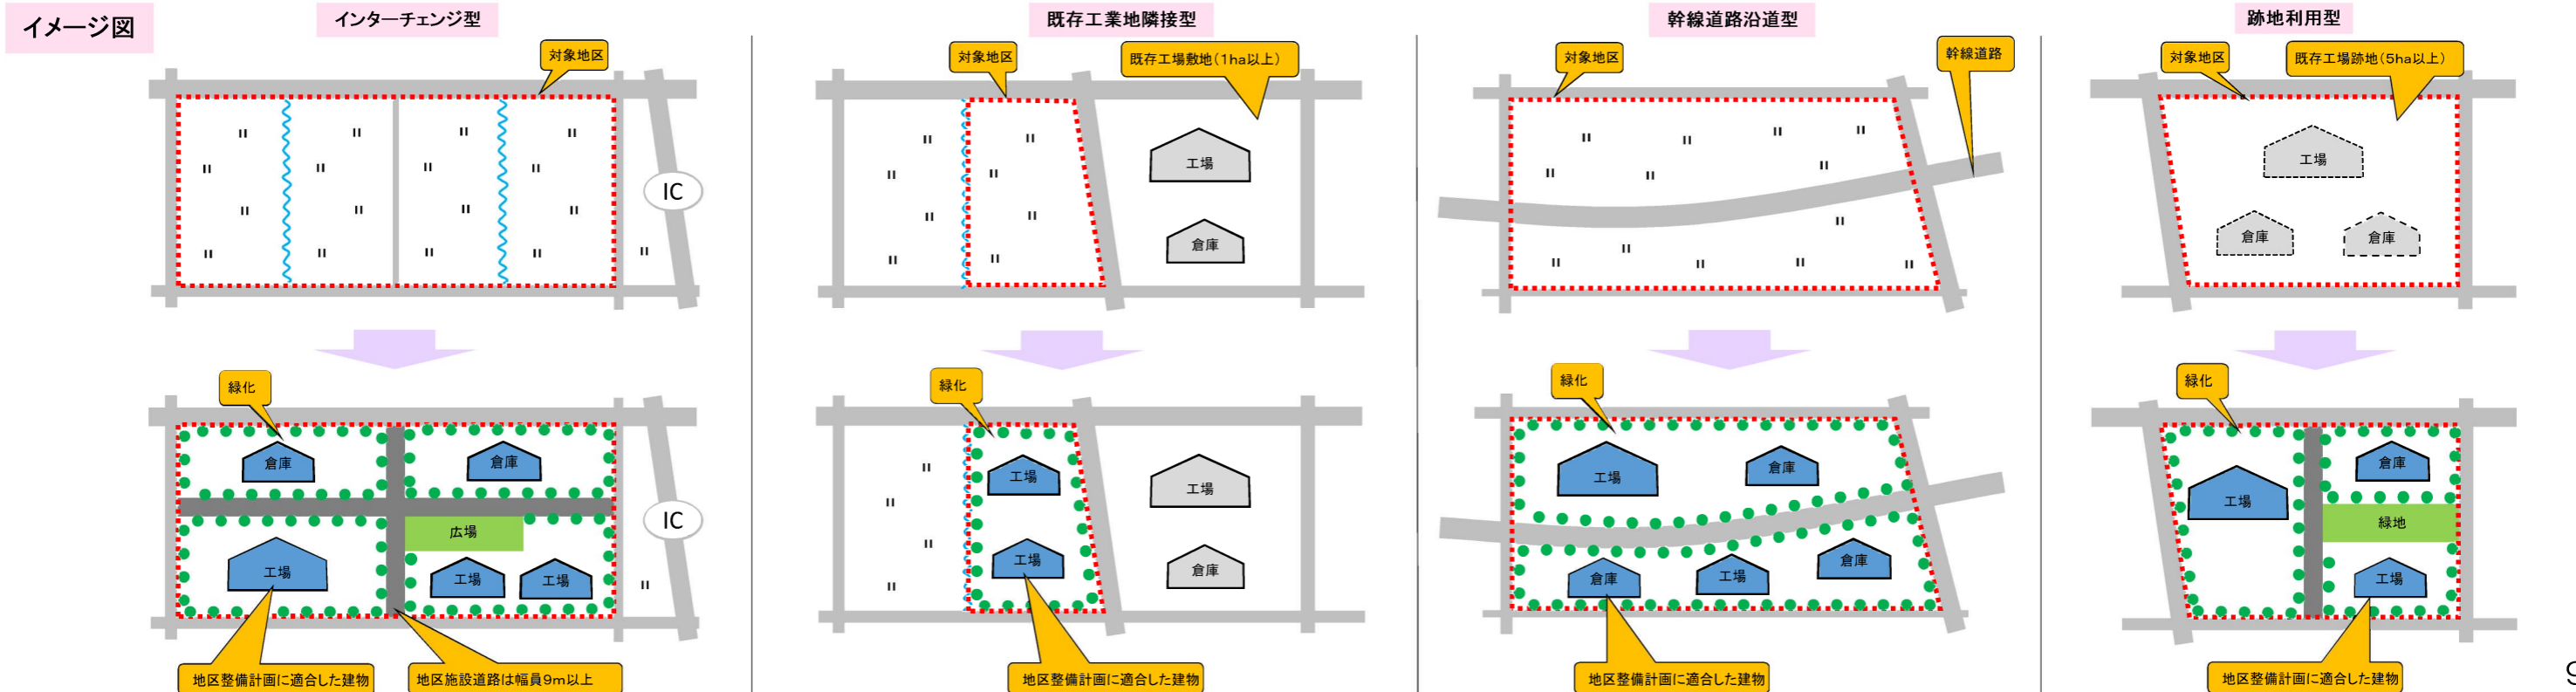 イメージ図
インターチェンジ型
対象地区
IC
緑化
倉庫
倉庫
広場
工場
工場
工場
IC
地区整備計画に適合した建物
地区施設道路は幅員9m以上
既存工業地隣接型
対象地区
既存工場敷地(1ha以上)
工場
倉庫
緑化
工場
工場
工場
倉庫
地区整備計画に適合した建物
幹線道路沿道型
対象地区
幹線道路
緑化
工場
倉庫
倉庫
工場
倉庫
地区整備計画に適合した建物
跡地利用型
対象地区
既存工場跡地(5ha以上)
工場
倉庫
倉庫
緑化
倉庫
工場
緑地
工場
地区整備計画に適合した建物